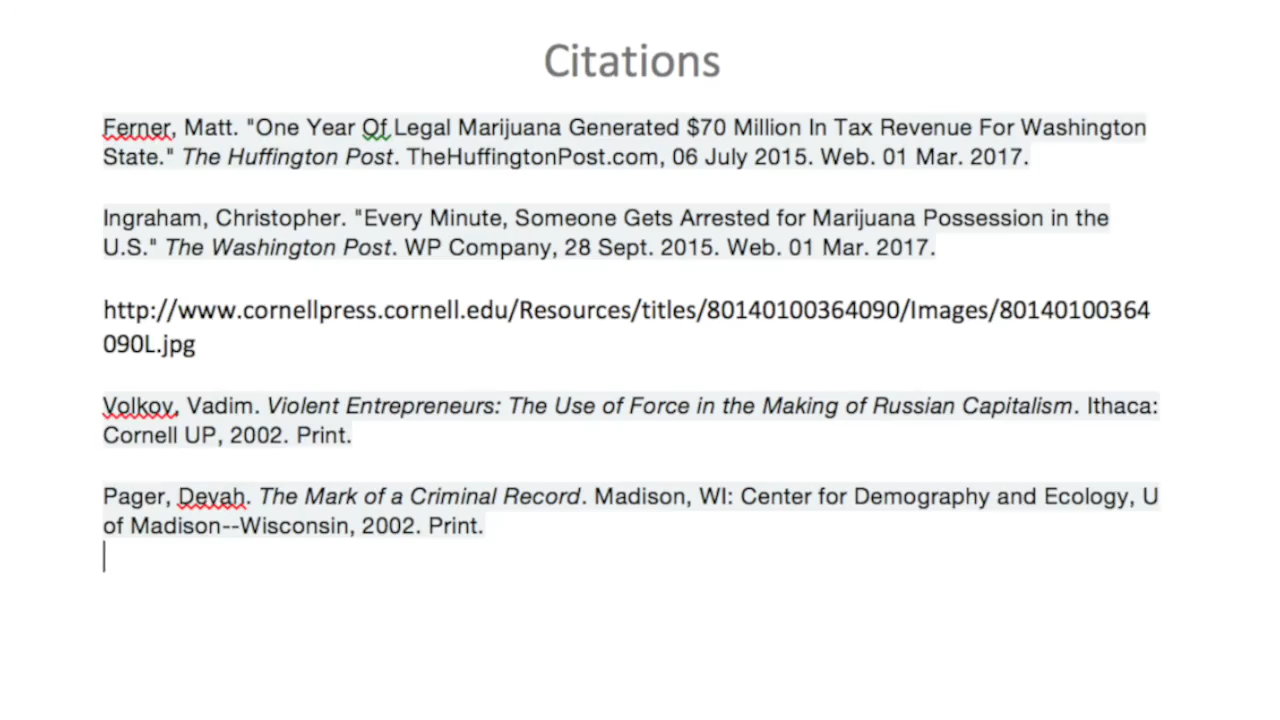 Citations
Ferner, Matt. "One Year Of Legal Marijuana Generated $70 Million In Tax Revenue For Washington
State." The Huffington Post. TheHuffingtonPost.com, 06 July 2015. Web. 01 Mar. 2017.
Ingraham, Christopher. "Every Minute, Someone Gets Arrested for Marijuana Possession in the
U.S." The Washington Post. WP Company, 28 Sept. 2015. Web. 01 Mar. 2017.
http://www.cornellpress.cornell.edu/Resources/titles/80140100364090/Images/80140100364
090L.jpg
Volkov, Vadim. Violent Entrepreneurs: The Use of Force in the Making of Russian Capitalism. Ithaca:
Cornell UP, 2002. Print.
Pager, Devah. The Mark of a Criminal Record. Madison, WI: Center for Demography and Ecology, U
of Madison--Wisconsin, 2002. Print.